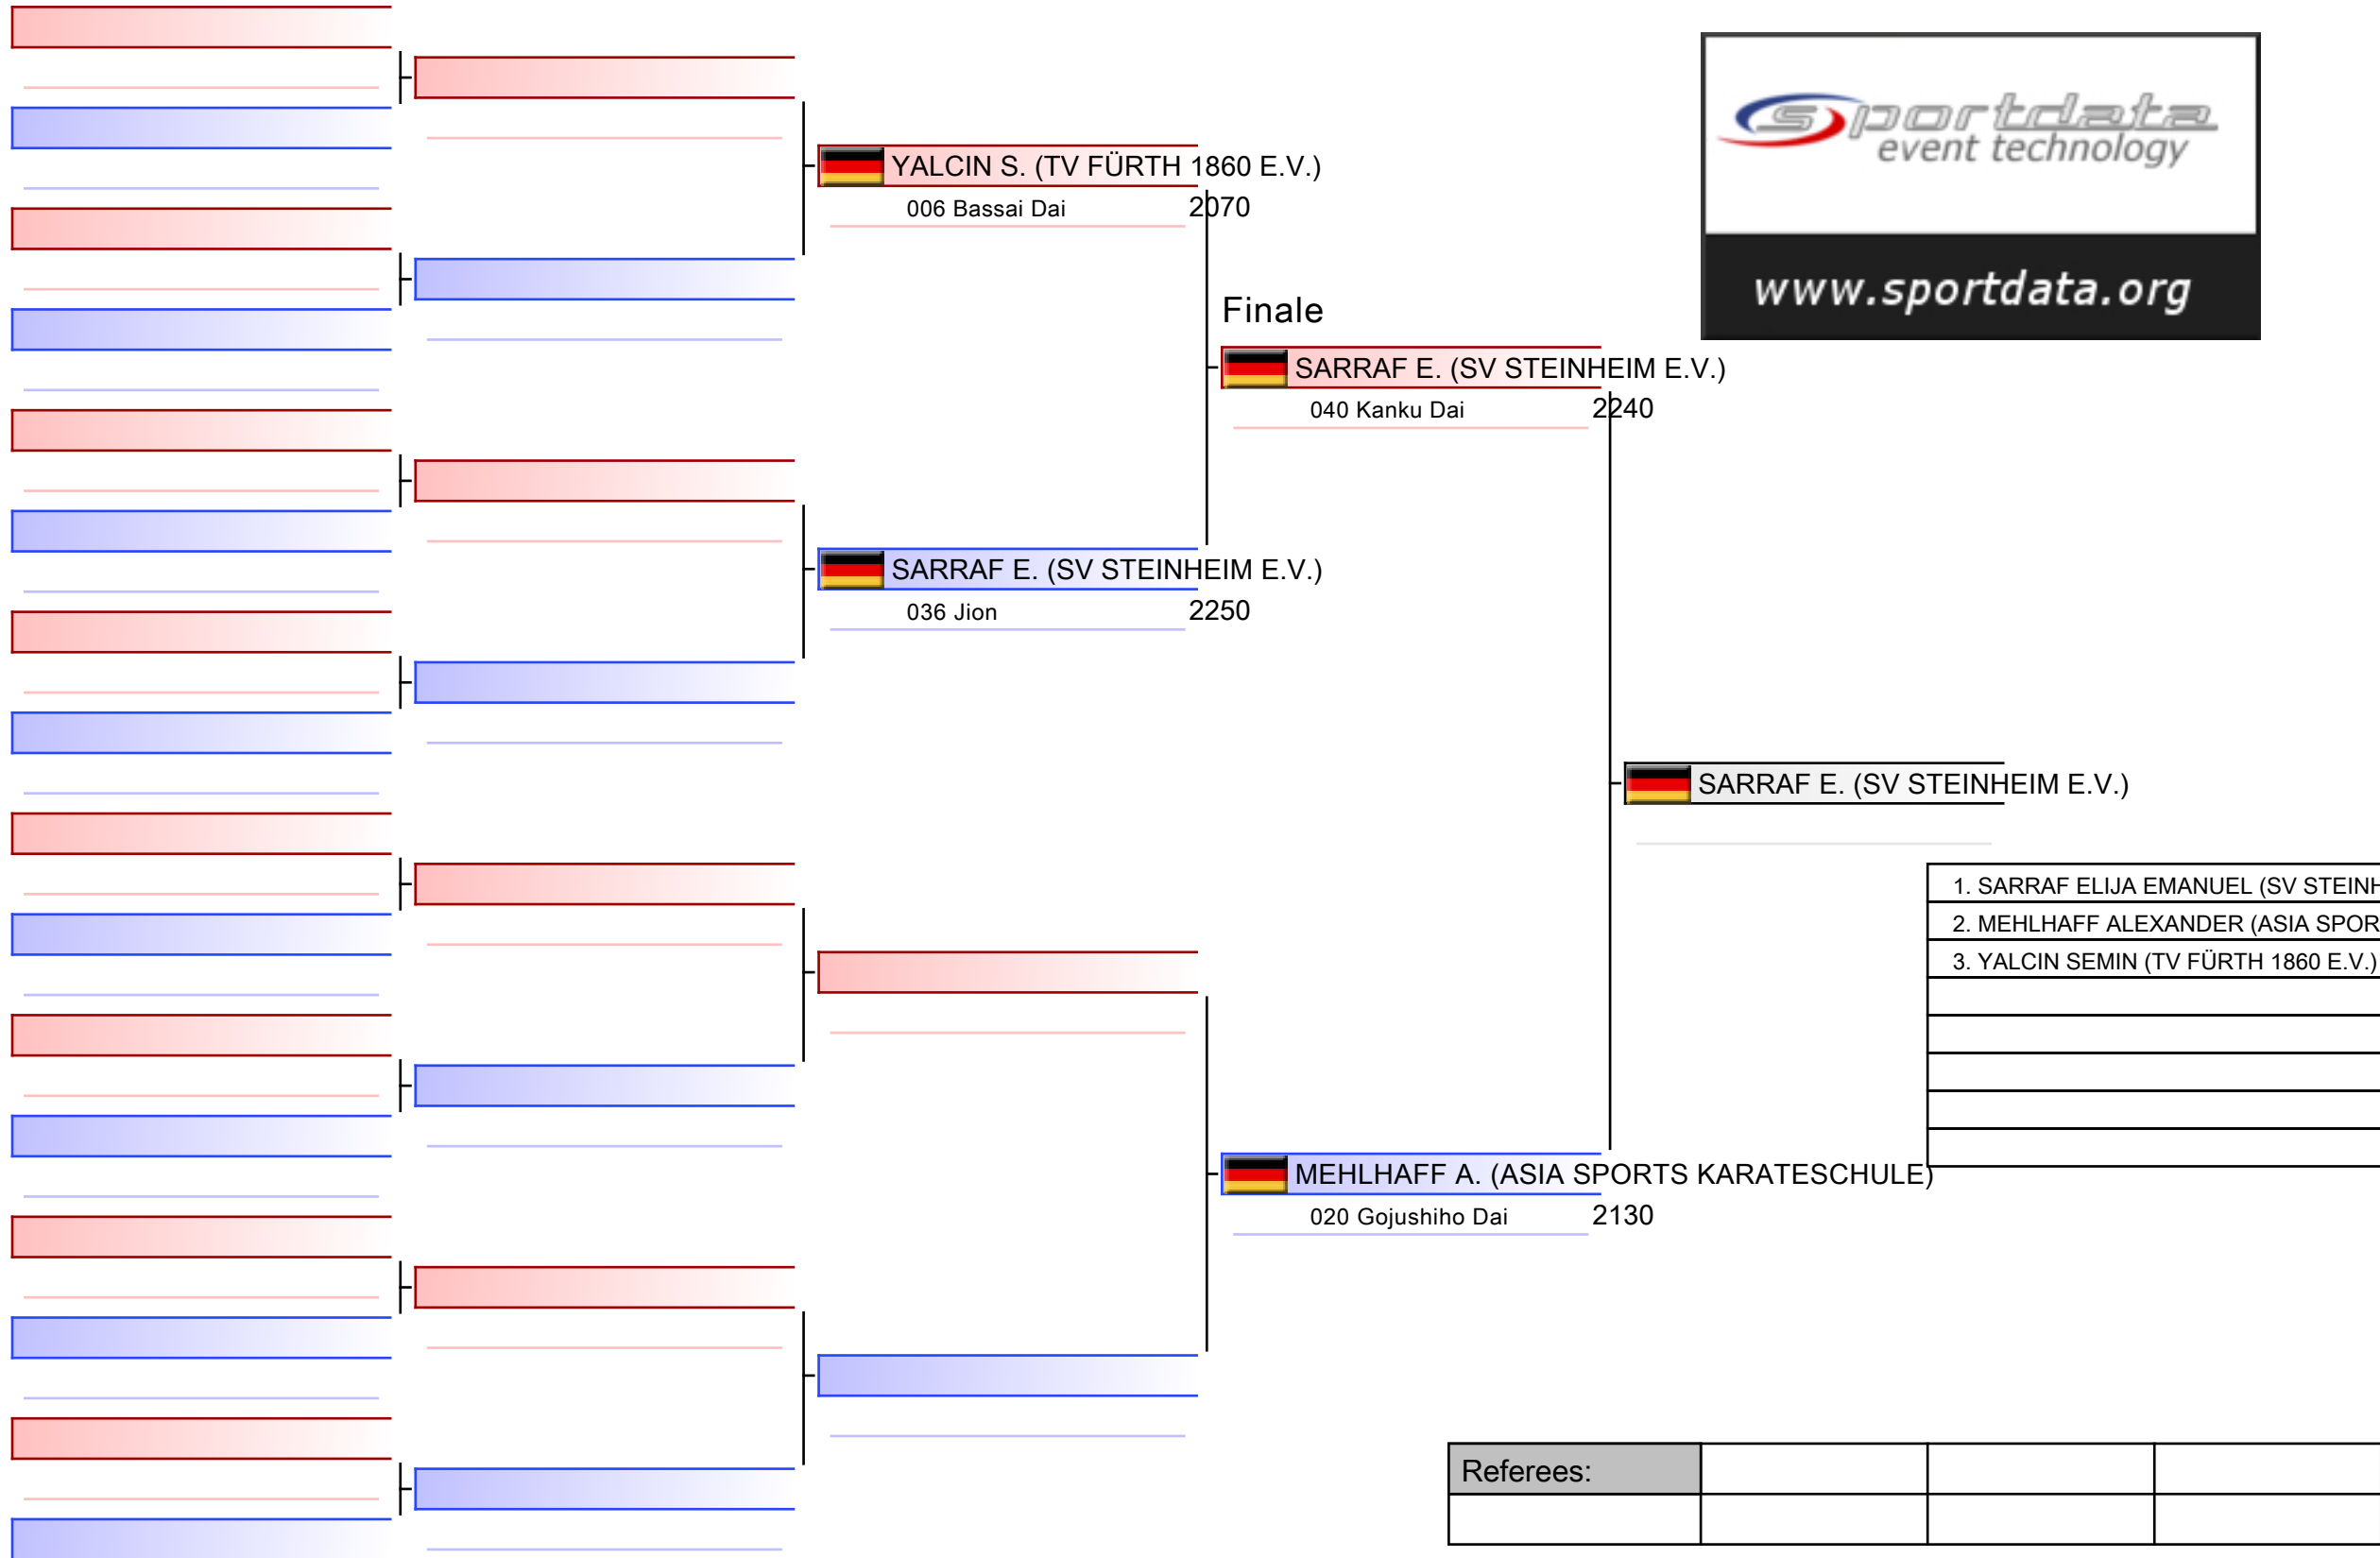 sportdata
event technology
www.sportdata.org
YALCIN S. (TV FÜRTH 1860 E.V.)
006 Bassai Dai 2070
Finale
SARRAF E. (SV STEINHEIM E.V.)
040 Kanku Dai 2240
SARRAF E. (SV STEINHEIM E.V.)
036 Jion 2250
SARRAF E. (SV STEINHEIM E.V.)
1. SARRAF ELIJA EMANUEL (SV STEINH
2. MEHLHAFF ALEXANDER (ASIA SPOR
3. YALCIN SEMIN (TV FÜRTH 1860 E.V.)
MEHLHAFF A. (ASIA SPORTS KARATESCHULE)
020 Gojushiho Dai 2130
Referees: